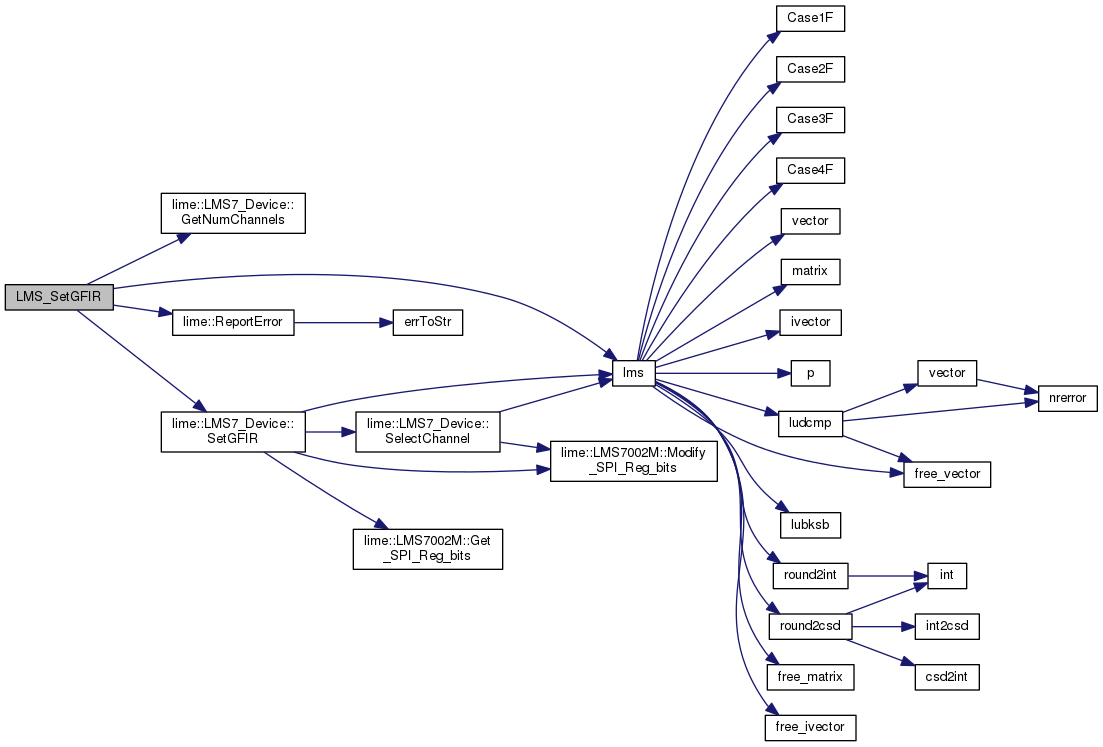 LMS_SetGFIR
lime::LMS7_Device::
GetNumChannels
lime::ReportError
errToStr
lime::LMS7_Device::
SetGFIR
lime::LMS7_Device::
SelectChannel
lime::LMS7002M::Modify
_SPI_Reg_bits
lime::LMS7002M::Get
_SPI_Reg_bits
lms
Case1F
Case2F
Case3F
Case4F
vector
matrix
ivector
p
ludcmp
vector
nrerror
free_vector
lubksb
round2int
int
round2csd
int2csd
csd2int
free_matrix
free_ivector